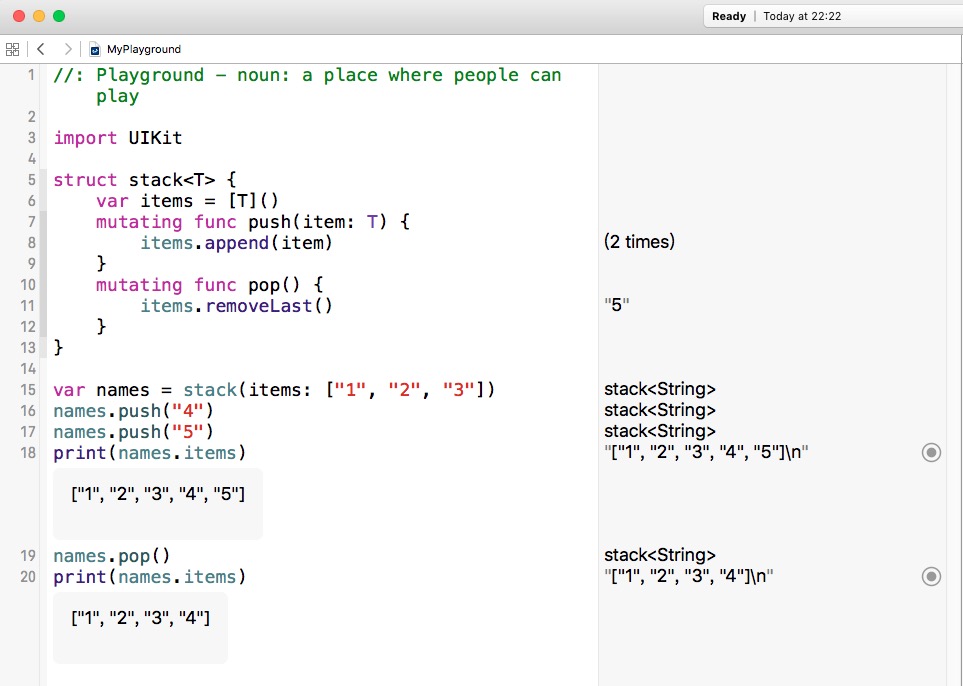 Ready | Today at 22:22
MyPlayground
1 //: Playground – noun: a place where people can
play
2
3 import UIKit
4
5 struct stack<T> {
6 var items = [T]()
7 mutating func push(item: T) {
8 items.append(item) (2 times)
9 }
10 mutating func pop() {
11 items.removeLast() "5"
12 }
13 }
14
15 var names = stack(items: ["1", "2", "3"]) stack<String>
16 names.push("4") stack<String>
17 names.push("5") stack<String>
18 print(names.items) "["1", "2", "3", "4", "5"]\n"
["1", "2", "3", "4", "5"]
19 names.pop() stack<String>
20 print(names.items) "["1", "2", "3", "4"]\n"
["1", "2", "3", "4"]